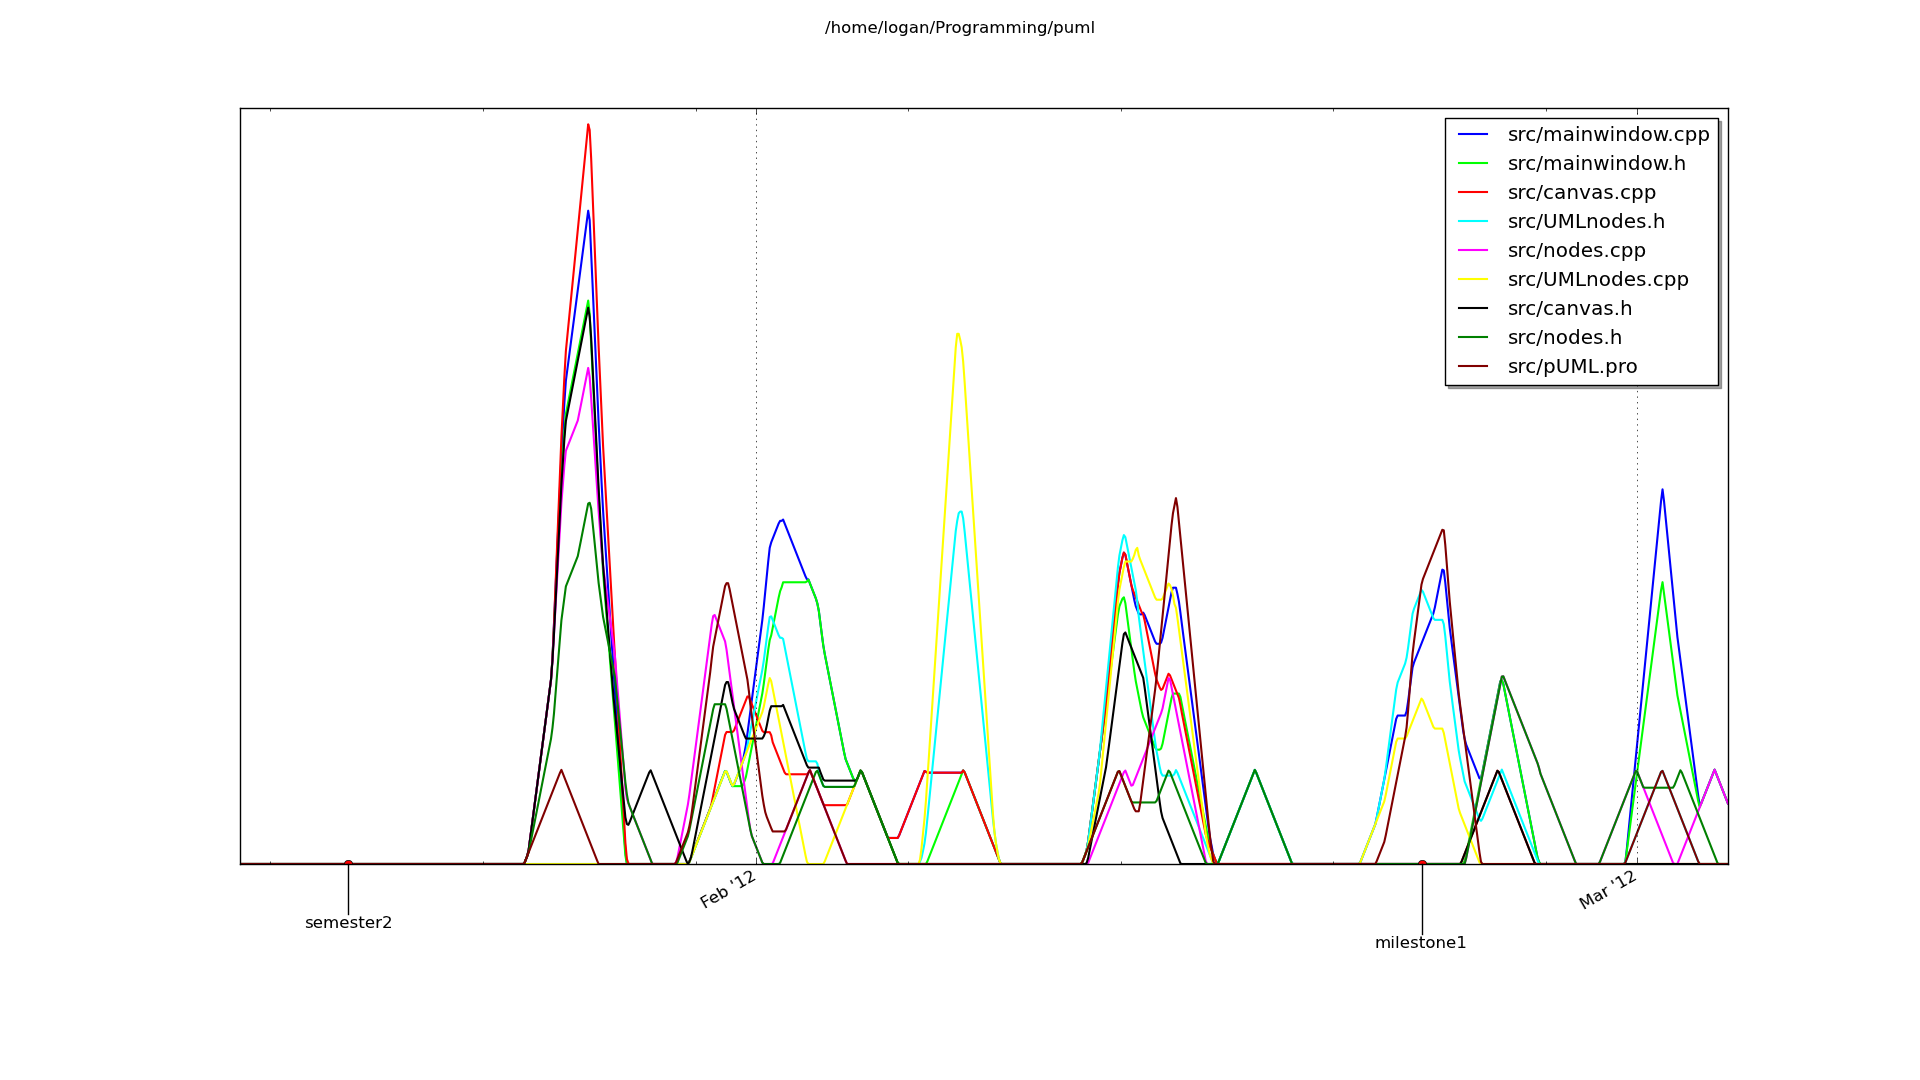 /home/logan/Programming/puml
src/mainwindow.cpp
src/mainwindow.h
src/canvas.cpp
src/UMLnodes.h
src/nodes.cpp
src/UMLnodes.cpp
src/canvas.h
src/nodes.h
src/pUML.pro
Feb '12
Mar '12
semester2
milestone1